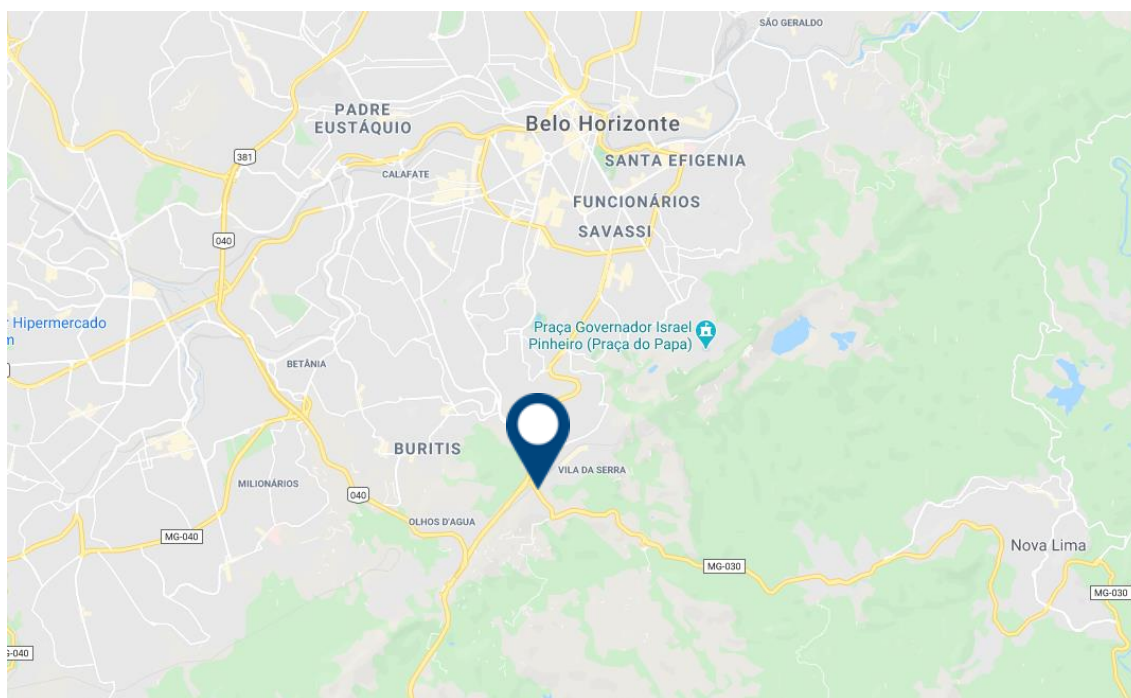 SÃO GERALDO
PADRE
EUSTÁQUIO
Belo Horizonte
381
SANTA EFIGENIA
CALAFATE
FUNCIONÁRIOS
SAVASSI
040
r Hipermercado
m
Praça Governador Israel
Pinheiro (Praça do Papa)
BETÂNIA
BURITIS
VILA DA SERRA
MILIONÁRIOS
040
OLHOS D'AGUA
MG-040
Nova Lima
MG-030
MG-030
G-040